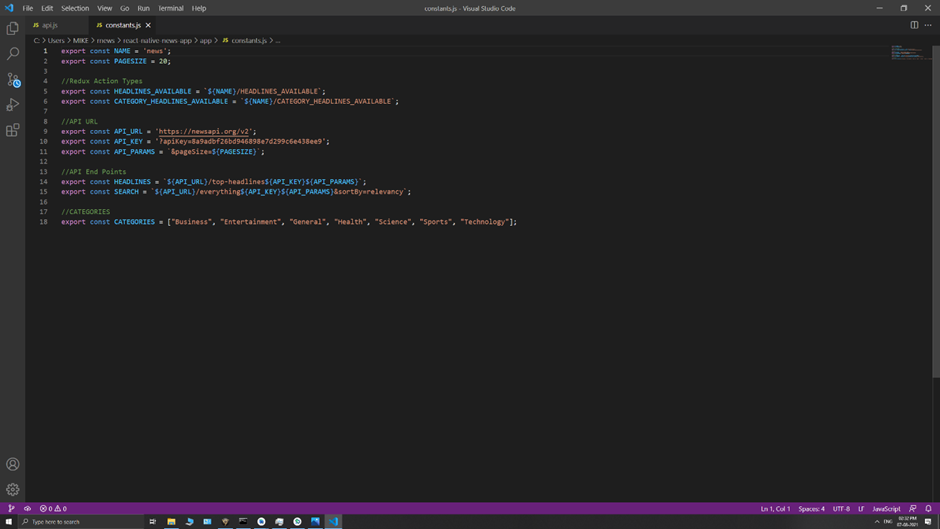 File Edit Selection View Go Run Terminal Help
constants.js - Visual Studio Code
JS api.js
JS constants.js
C: > Users > MIKE > rnews > react-native-news-app > app > JS constants.js > ...
1 export const NAME = 'news';
2 export const PAGESIZE = 20;
3
4 //Redux Action Types
5 export const HEADLINES_AVAILABLE = `${NAME}/HEADLINES_AVAILABLE`;
6 export const CATEGORY_HEADLINES_AVAILABLE = `${NAME}/CATEGORY_HEADLINES_AVAILABLE`;
7
8 //API URL
9 export const API_URL = 'https://newsapi.org/v2';
10 export const API_KEY = '?apiKey=8a9adbf26bd946898e7d299c6e438ee9';
11 export const API_PARAMS = `&pageSize=${PAGESIZE}`;
12
13 //API End Points
14 export const HEADLINES = `${API_URL}/top-headlines${API_KEY}${API_PARAMS}`;
15 export const SEARCH = `${API_URL}/everything${API_KEY}${API_PARAMS}&sortBy=relevancy`;
16
17 //CATEGORIES
18 export const CATEGORIES = ["Business", "Entertainment", "General", "Health", "Science", "Sports", "Technology"];
0 0
Ln 1, Col 1 Spaces: 4 UTF-8 LF JavaScript
Type here to search
ENG
02:32 PM
07-06-2021